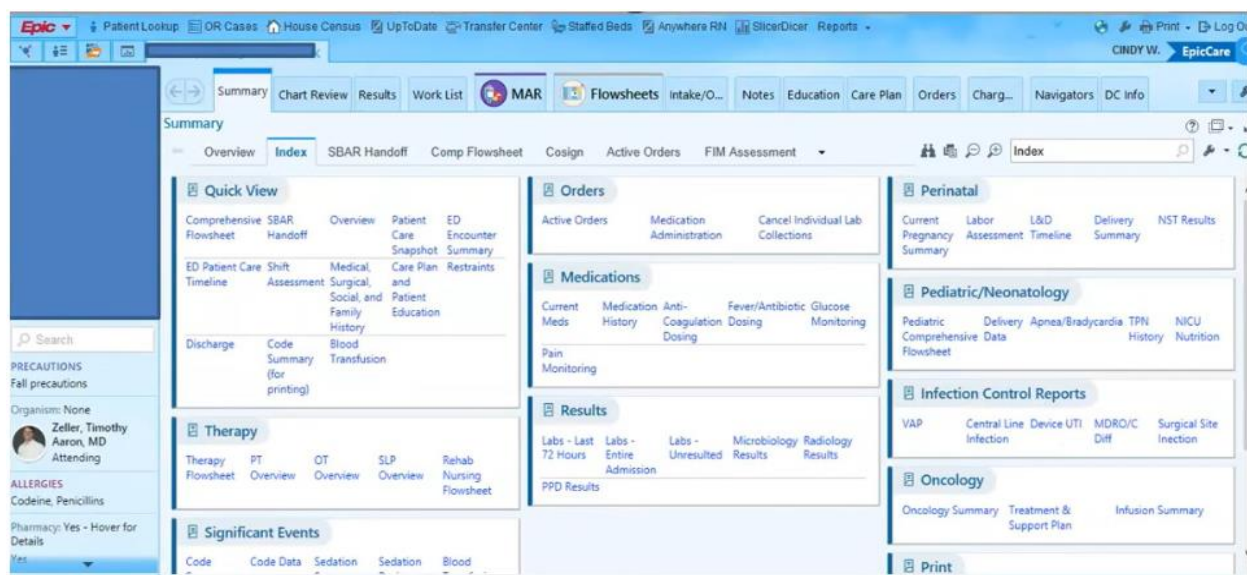 Epic Patient Lookup OR Cases House Census UpToDate Transfer Center Staffed Beds Anywhere RN SlicerDicer Reports Print Log Ou
CINDY W. EpicCare
Summary Chart Review Results Work List MAR Flowsheets Intake/O... Notes Education Care Plan Orders Charg... Navigators DC Info
Summary
Overview Index SBAR Handoff Comp Flowsheet Cosign Active Orders FIM Assessment Index
Search
PRECAUTIONS
Fall precautions
Organism: None
Zeller, Timothy
Aaron, MD
Attending
ALLERGIES
Codeine, Penicillins
Pharmacy: Yes - Hover for
Details
Yes
Quick View
Comprehensive SBAR Overview Patient ED
Flowsheet Handoff Care Encounter
Snapshot Summary
ED Patient Care Shift Medical, Care Plan Restraints
Timeline Assessment Surgical, and
Social, and Patient
Family Education
History
Discharge Code Blood
Summary Transfusion
(for
printing)
Therapy
Therapy PT OT SLP Rehab
Flowsheet Overview Overview Overview Nursing
Flowsheet
Significant Events
Code Code Data Sedation Sedation Blood
Orders
Active Orders Medication Cancel Individual Lab
Administration Collections
Medications
Current Medication Anti- Fever/Antibiotic Glucose
Meds History Coagulation Dosing Monitoring
Dosing
Pain
Monitoring
Results
Labs - Last Labs - Labs - Microbiology Radiology
72 Hours Entire Unresulted Results Results
Admission
PPD Results
Perinatal
Current Labor L&D Delivery NST Results
Pregnancy Assessment Timeline Summary
Summary
Pediatric/Neonatology
Pediatric Delivery Apnea/Bradycardia TPN NICU
Comprehensive Data History Nutrition
Flowsheet
Infection Control Reports
VAP Central Line Device UTI MDRO/C Surgical Site
Infection Diff Inection
Oncology
Oncology Summary Treatment & Infusion Summary
Support Plan
Print